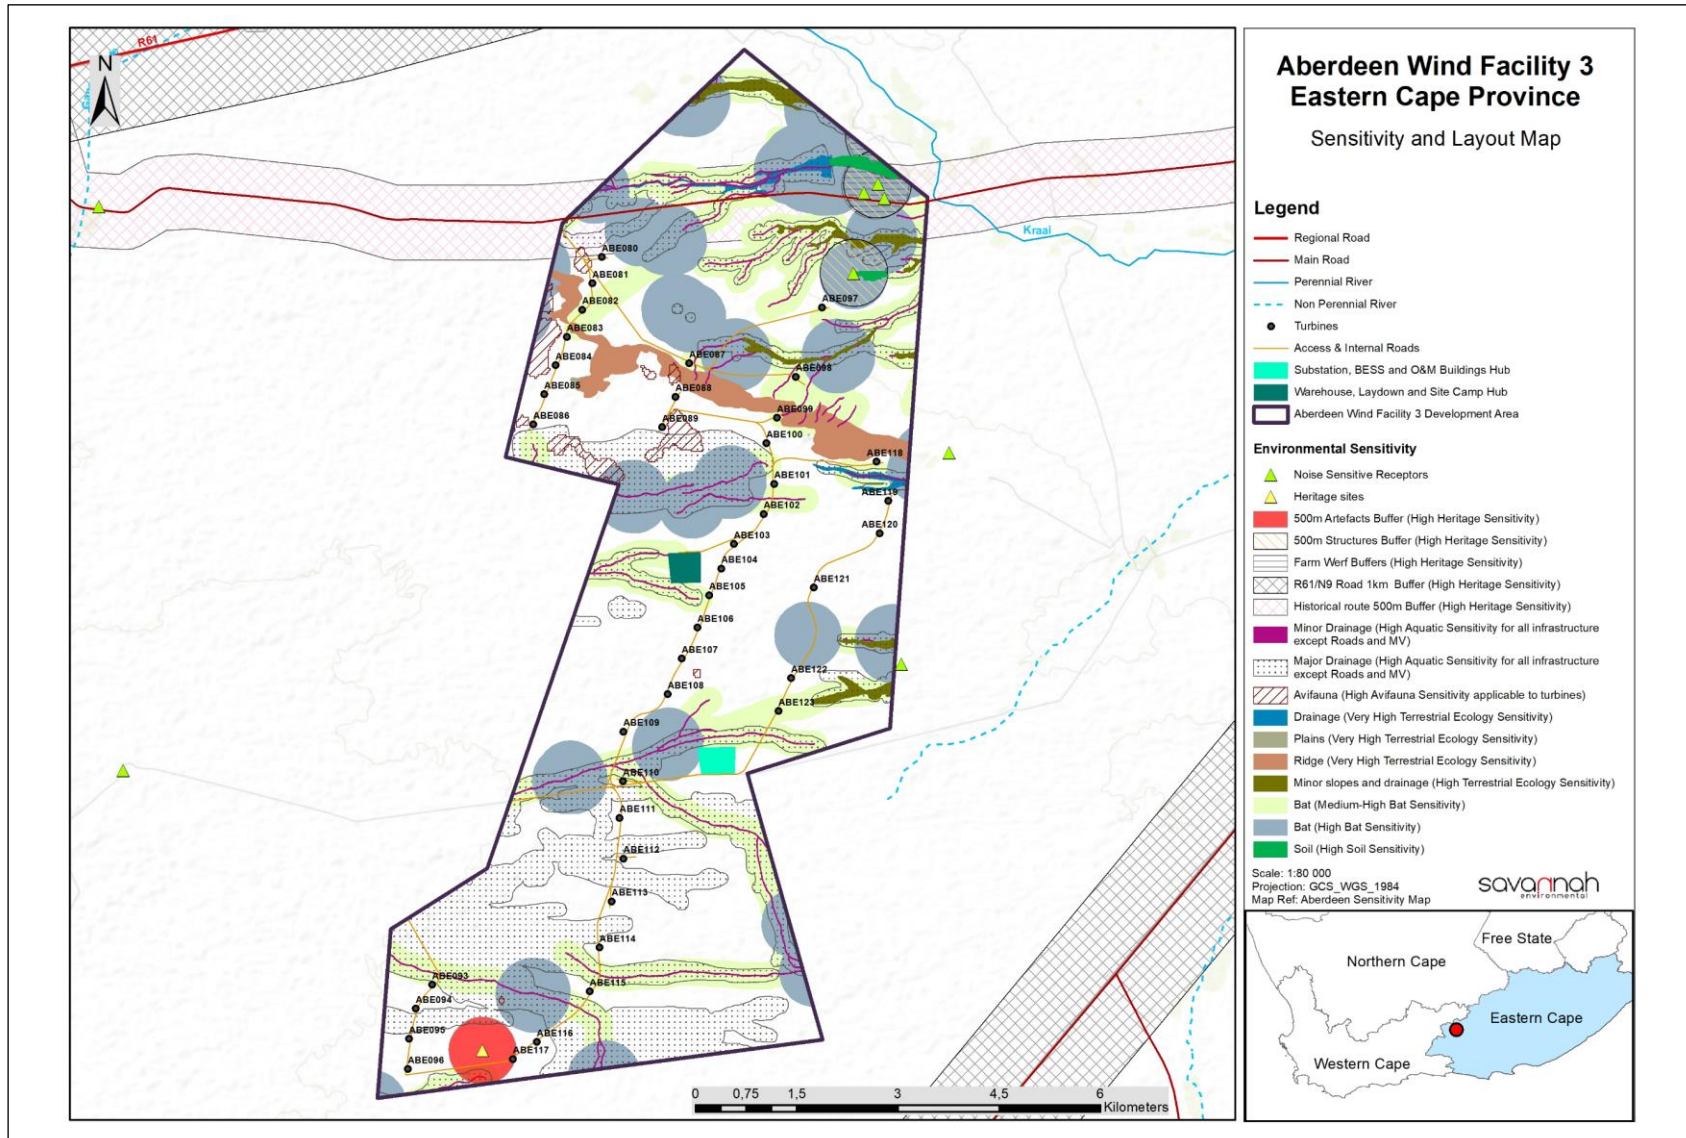 R61
N
Kraai
ABE080
ABE081
ABE082
ABE083
ABE084
ABE085
ABE086
ABE087
ABE088
ABE089
ABE097
ABE098
ABE099
ABE100
ABE118
ABE101
ABE119
ABE102
ABE120
ABE103
ABE104
ABE121
ABE105
ABE106
ABE107
ABE122
ABE108
ABE123
ABE109
ABE110
ABE111
ABE112
ABE113
ABE114
ABE093
ABE115
ABE094
ABE095
ABE116
ABE096
ABE117
0 0,75 1,5 3 4,5 6
Kilometers
Aberdeen Wind Facility 3
Eastern Cape Province
Sensitivity and Layout Map
Legend
Regional Road
Main Road
Perennial River
Non Perennial River
Turbines
Access & Internal Roads
Substation, BESS and O&M Buildings Hub
Warehouse, Laydown and Site Camp Hub
Aberdeen Wind Facility 3 Development Area
Environmental Sensitivity
Noise Sensitive Receptors
Heritage sites
500m Artefacts Buffer (High Heritage Sensitivity)
500m Structures Buffer (High Heritage Sensitivity)
Farm Werf Buffers (High Heritage Sensitivity)
R61/N9 Road 1km Buffer (High Heritage Sensitivity)
Historical route 500m Buffer (High Heritage Sensitivity)
Minor Drainage (High Aquatic Sensitivity for all infrastructure
except Roads and MV)
Major Drainage (High Aquatic Sensitivity for all infrastructure
except Roads and MV)
Avifauna (High Avifauna Sensitivity applicable to turbines)
Drainage (Very High Terrestrial Ecology Sensitivity)
Plains (Very High Terrestrial Ecology Sensitivity)
Ridge (Very High Terrestrial Ecology Sensitivity)
Minor slopes and drainage (High Terrestrial Ecology Sensitivity)
Bat (Medium-High Bat Sensitivity)
Bat (High Bat Sensitivity)
Soil (High Soil Sensitivity)
Scale: 1:80 000
Projection: GCS_WGS_1984
Map Ref: Aberdeen Sensitivity Map
savannah
environmental
Free State
Northern Cape
Eastern Cape
Western Cape